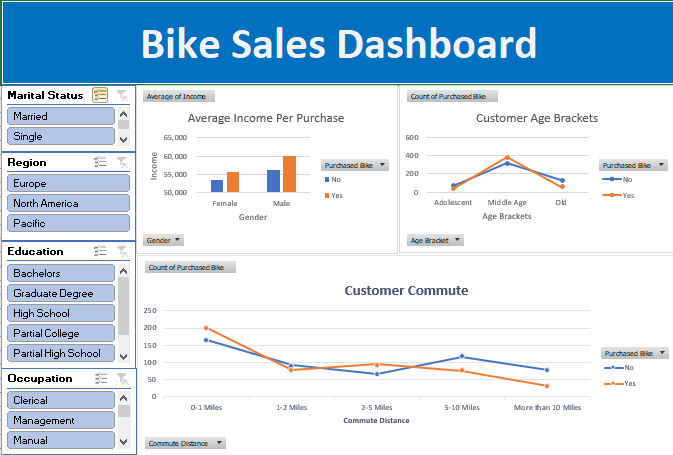 Bike Sales Dashboard
Marital Status
Married
Single
Region
Europe
North America
Pacific
Education
Bachelors
Graduate Degree
High School
Partial College
Partial High School
Occupation
Clerical
Management
Manual
Average of Income
Average Income Per Purchase
65,000
60,000
55,000
50,000
Income
Female
Male
Gender
Purchased Bike
No
Yes
Gender
Count of Purchased Bike
Customer Age Brackets
600
400
200
0
Adolescent
Middle Age
Old
Age Brackets
Purchased Bike
No
Yes
Age Bracket
Count of Purchased Bike
Customer Commute
250
200
150
100
50
0
0-1 Miles
1-2 Miles
2-5 Miles
5-10 Miles
More than 10 Miles
Commute Distance
Purchased Bike
No
Yes
Commute Distance